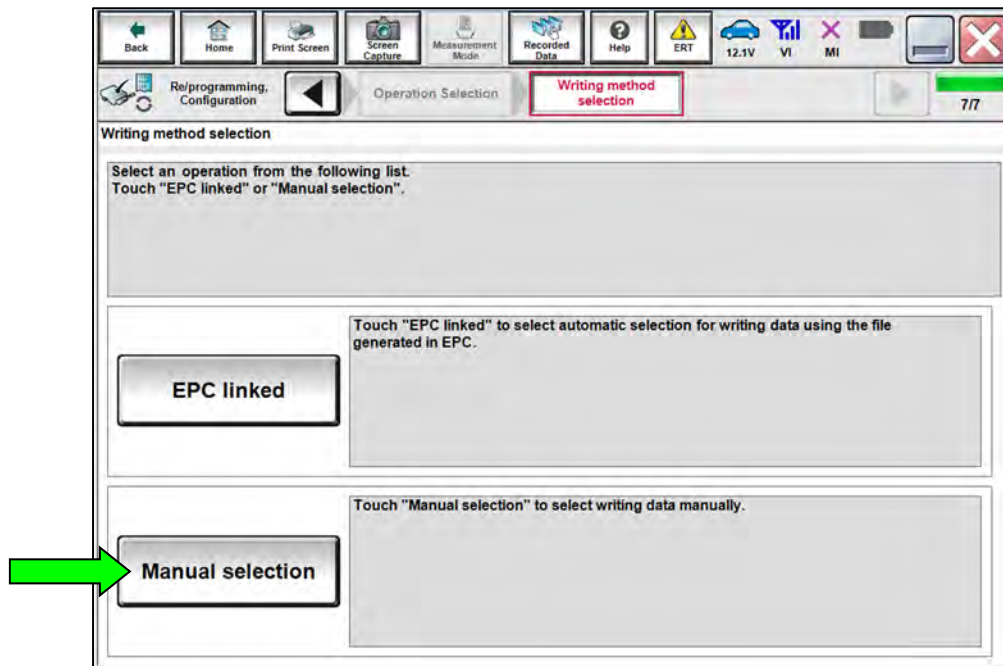 Back
Home
Print Screen
Screen
Capture
Measurement
Mode
Recorded
Data
Help
ERT
12.1V
VI
MI
Re/programming,
Configuration
Operation Selection
Writing method
selection
7/7
Writing method selection
Select an operation from the following list.
Touch "EPC linked" or "Manual selection".
EPC linked
Touch "EPC linked" to select automatic selection for writing data using the file
generated in EPC.
Manual selection
Touch "Manual selection" to select writing data manually.